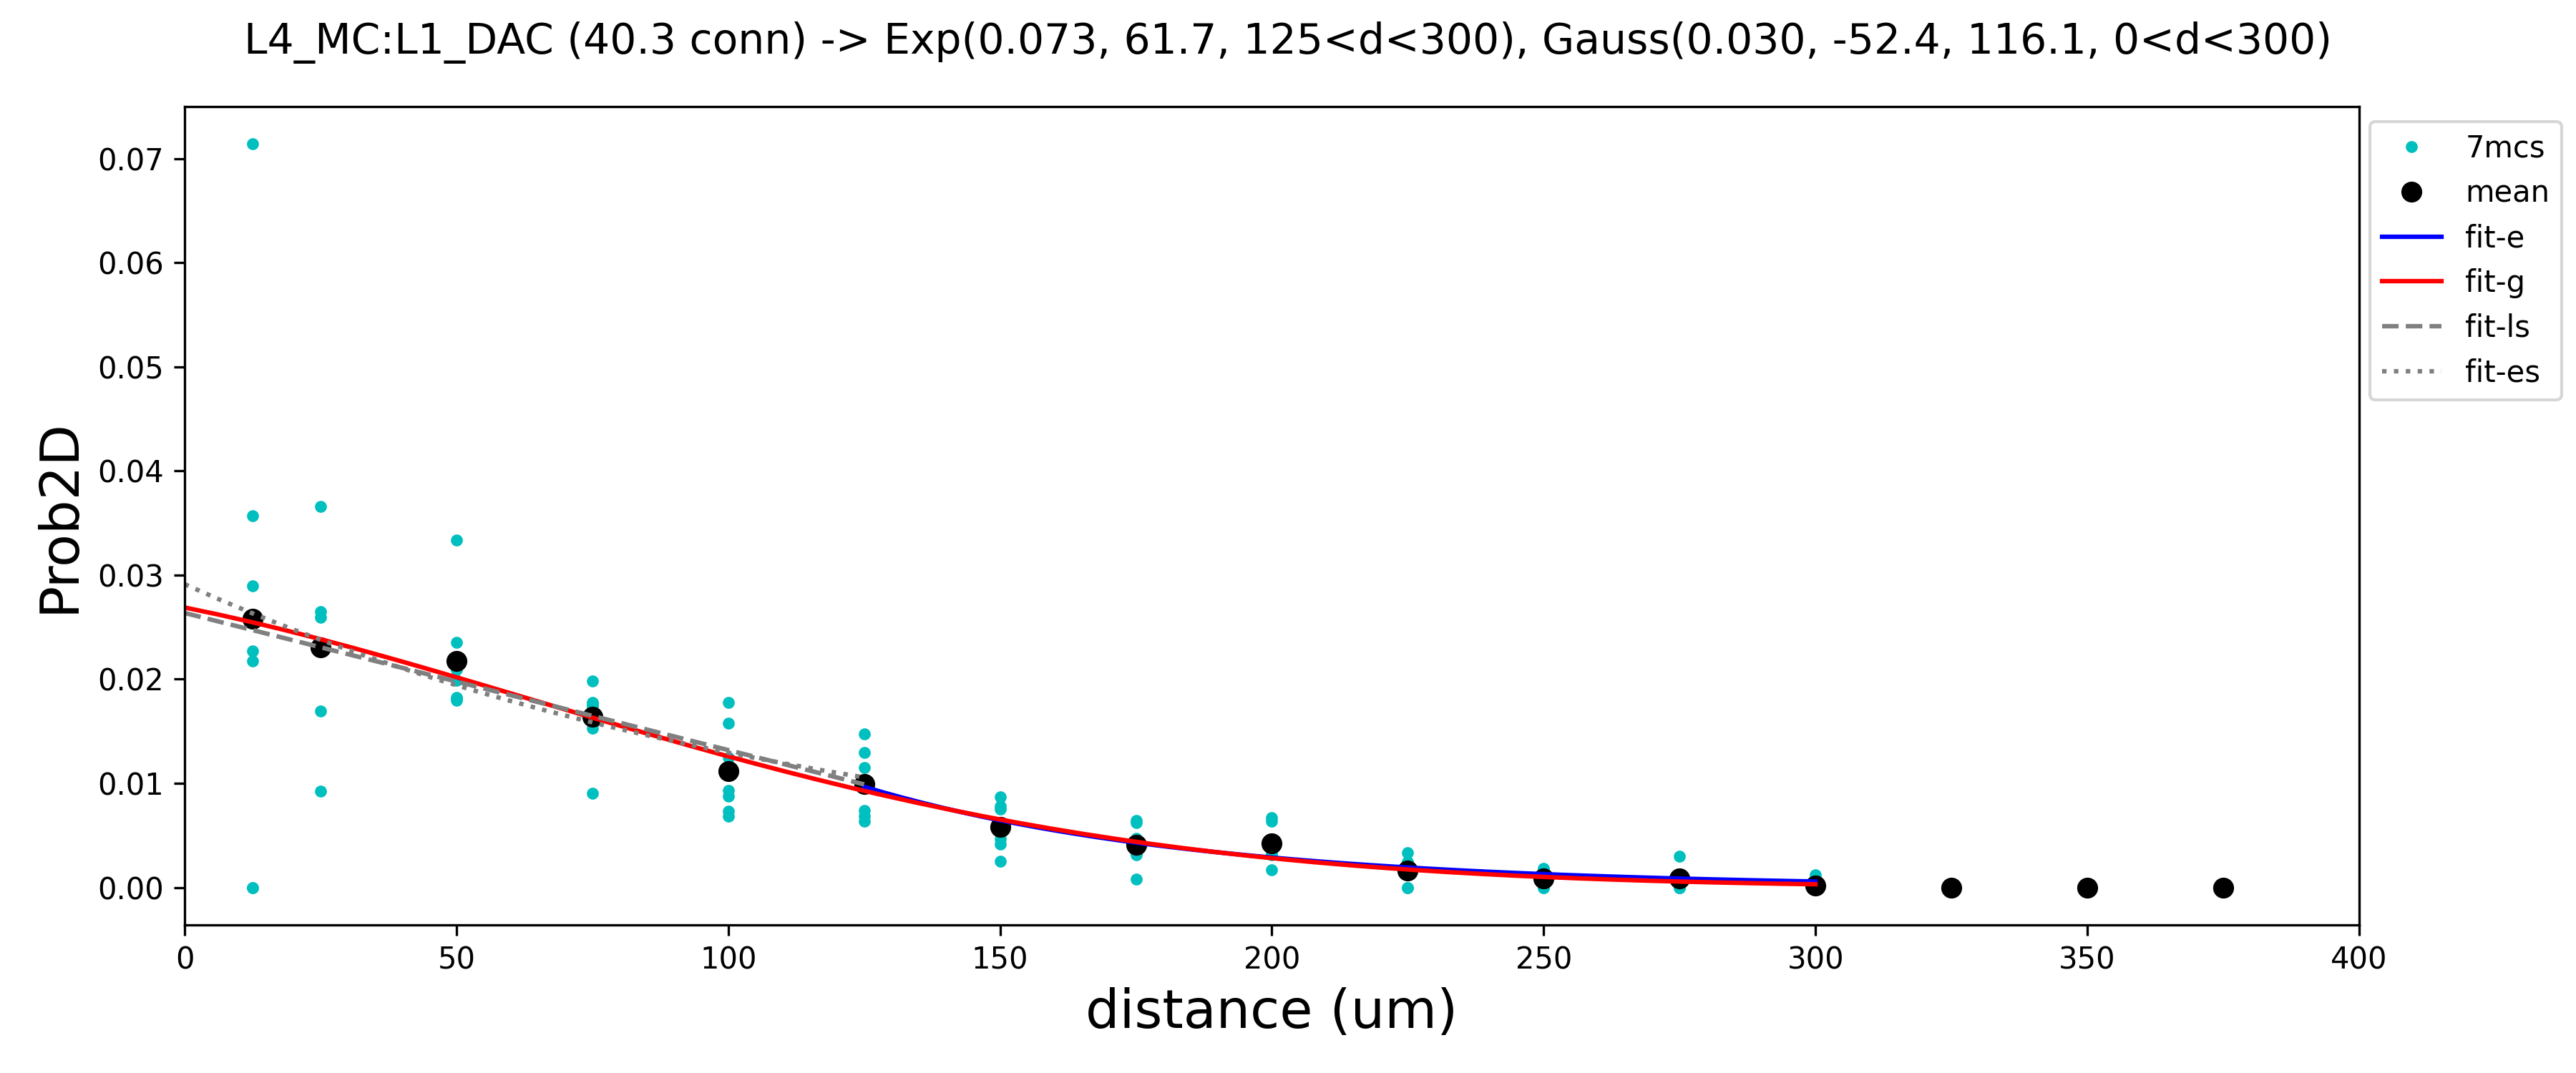 L4_MC:L1_DAC (40.3 conn) -> Exp(0.073, 61.7, 125<d<300), Gauss(0.030, -52.4, 116.1, 0<d<300)
0.07
0.06
0.05
0.04
0.03
0.02
0.01
0.00
Prob2D
0 50 100 150 200 250 300 350 400
distance (um)
7mcs
mean
fit-e
fit-g
fit-ls
fit-es